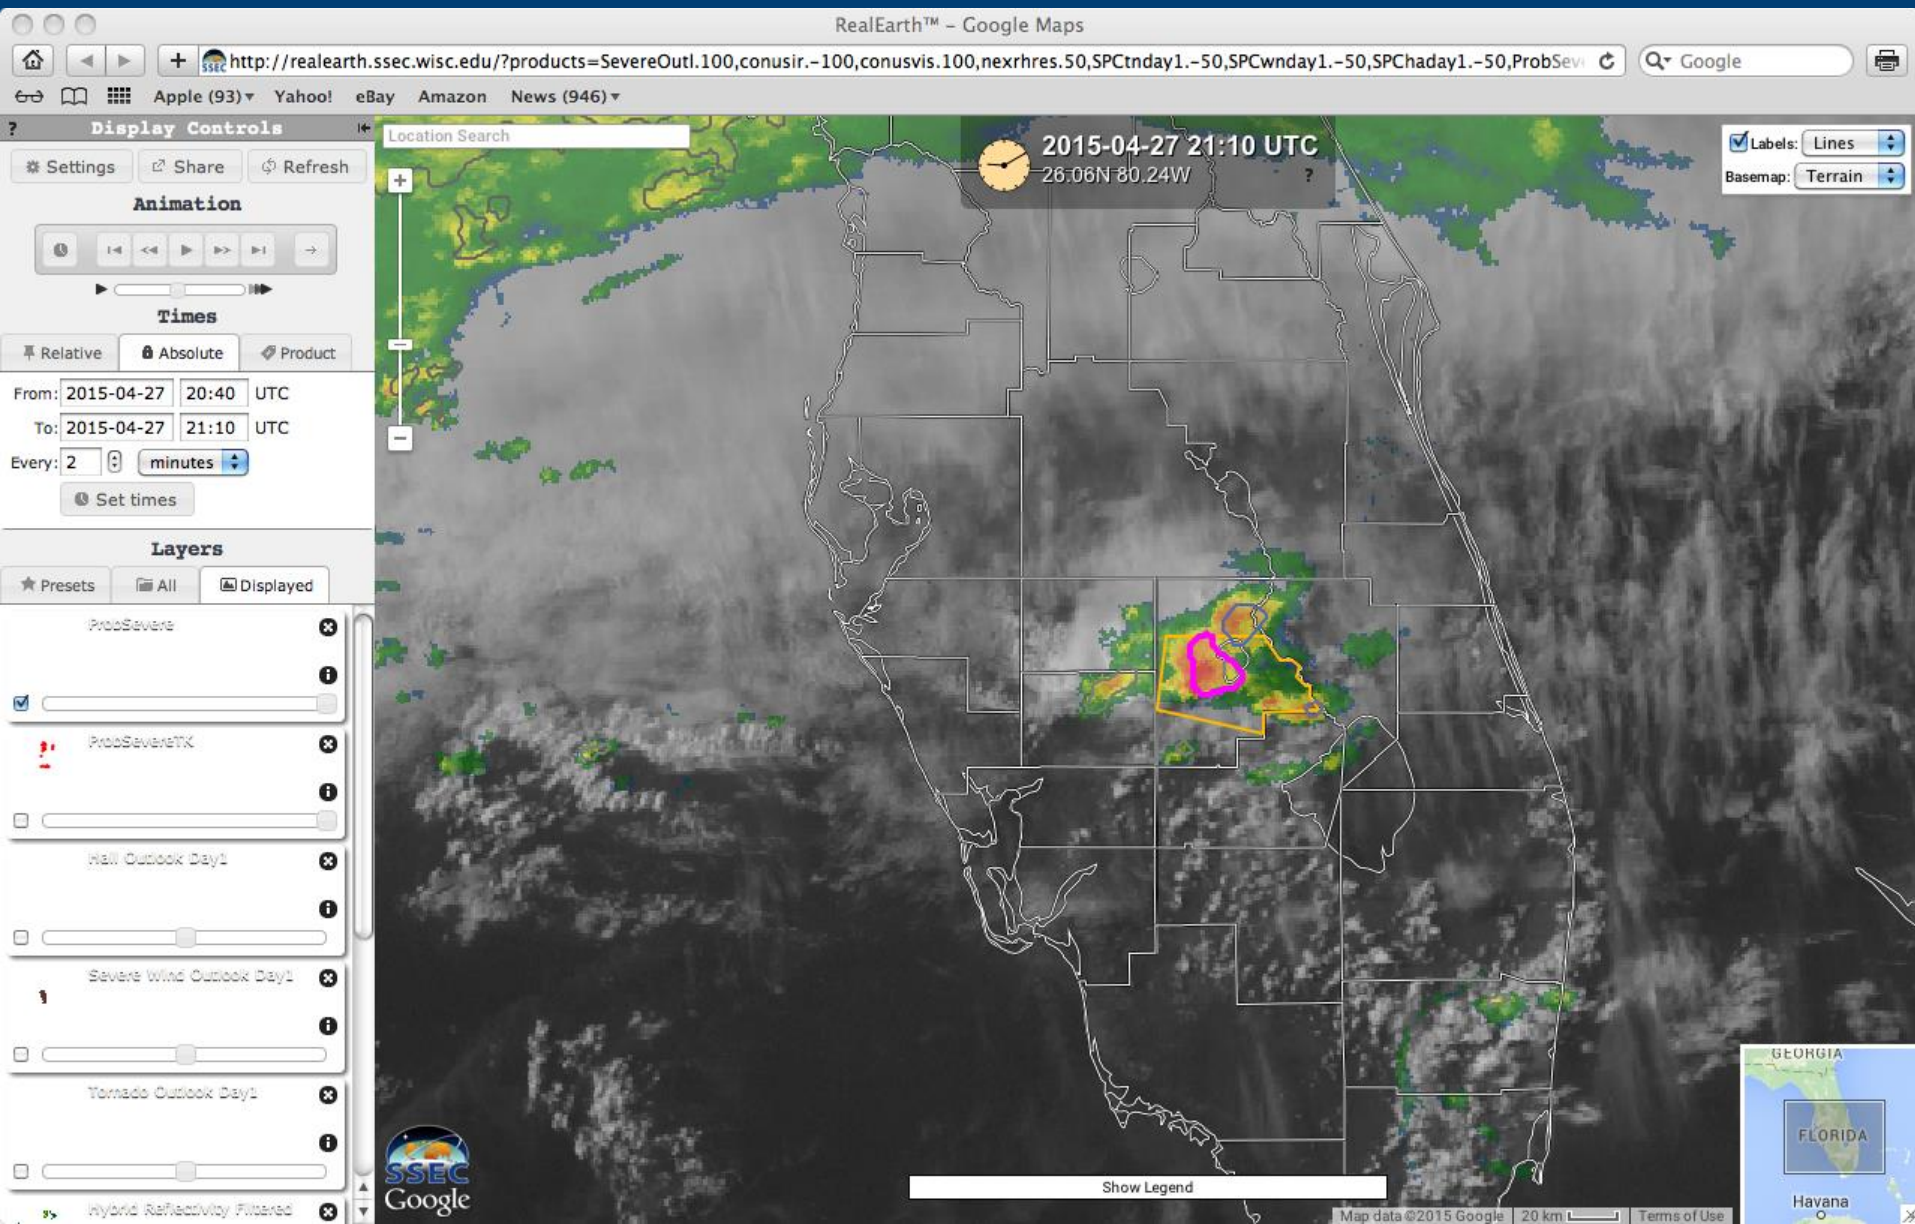 RealEarth™ – Google Maps
http://realearth.ssec.wisc.edu/?products=SevereOutl.100,conusir.-100,conusvis.100,nexrhres.50,SPCtnday1.-50,SPCwnday1.-50,SPChaday1.-50,ProbSev
Google
Apple (93) Yahoo! eBay Amazon News (946)
? Display Controls
Settings Share Refresh
Animation
Times
Relative Absolute Product
From: 2015-04-27 20:40 UTC
To: 2015-04-27 21:10 UTC
Every: 2 minutes
Set times
Layers
Presets All Displayed
ProbSevere
ProbSevereTK
Hail Outlook Day1
Severe Wind Outlook Day1
Tornado Outlook Day1
Hybrid Reflectivity Filtered
Location Search
2015-04-27 21:10 UTC
26.06N 80.24W ?
Labels: Lines
Basemap: Terrain
SSEC
Google
Show Legend
GEORGIA
FLORIDA
Havana
Map data ©2015 Google 20 km Terms of Use